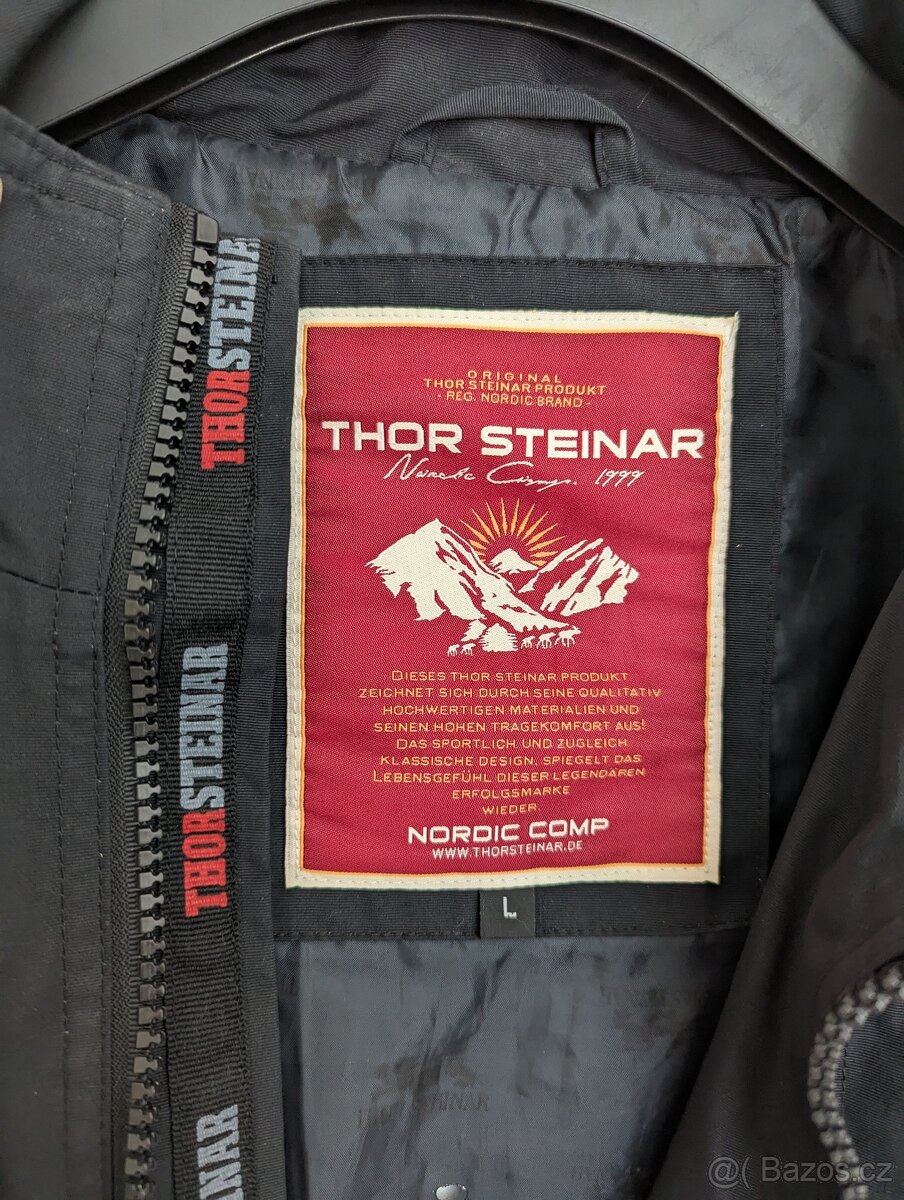 THORSTEINAR
ORIGINAL
THOR STEINAR PRODUKT
- REG. NORDIC BRAND -
THOR STEINAR
Nordic Comp. 1999
DIESES THOR STEINAR PRODUKT
ZEICHNET SICH DURCH SEINE QUALITATIV
HOCHWERTIGEN MATERIALIEN UND
SEINEN HOHEN TRAGEKOMFORT AUS!
DAS SPORTLICH UND ZUGLEICH
KLASSISCHE DESIGN, SPIEGELT DAS
LEBENSGEFÜHL DIESER LEGENDÄREN
ERFOLGSMARKE
WIEDER.
NORDIC COMP
WWW.THORSTEINAR.DE
L
THORSTEINAR
NAR
@( Bazos.cz